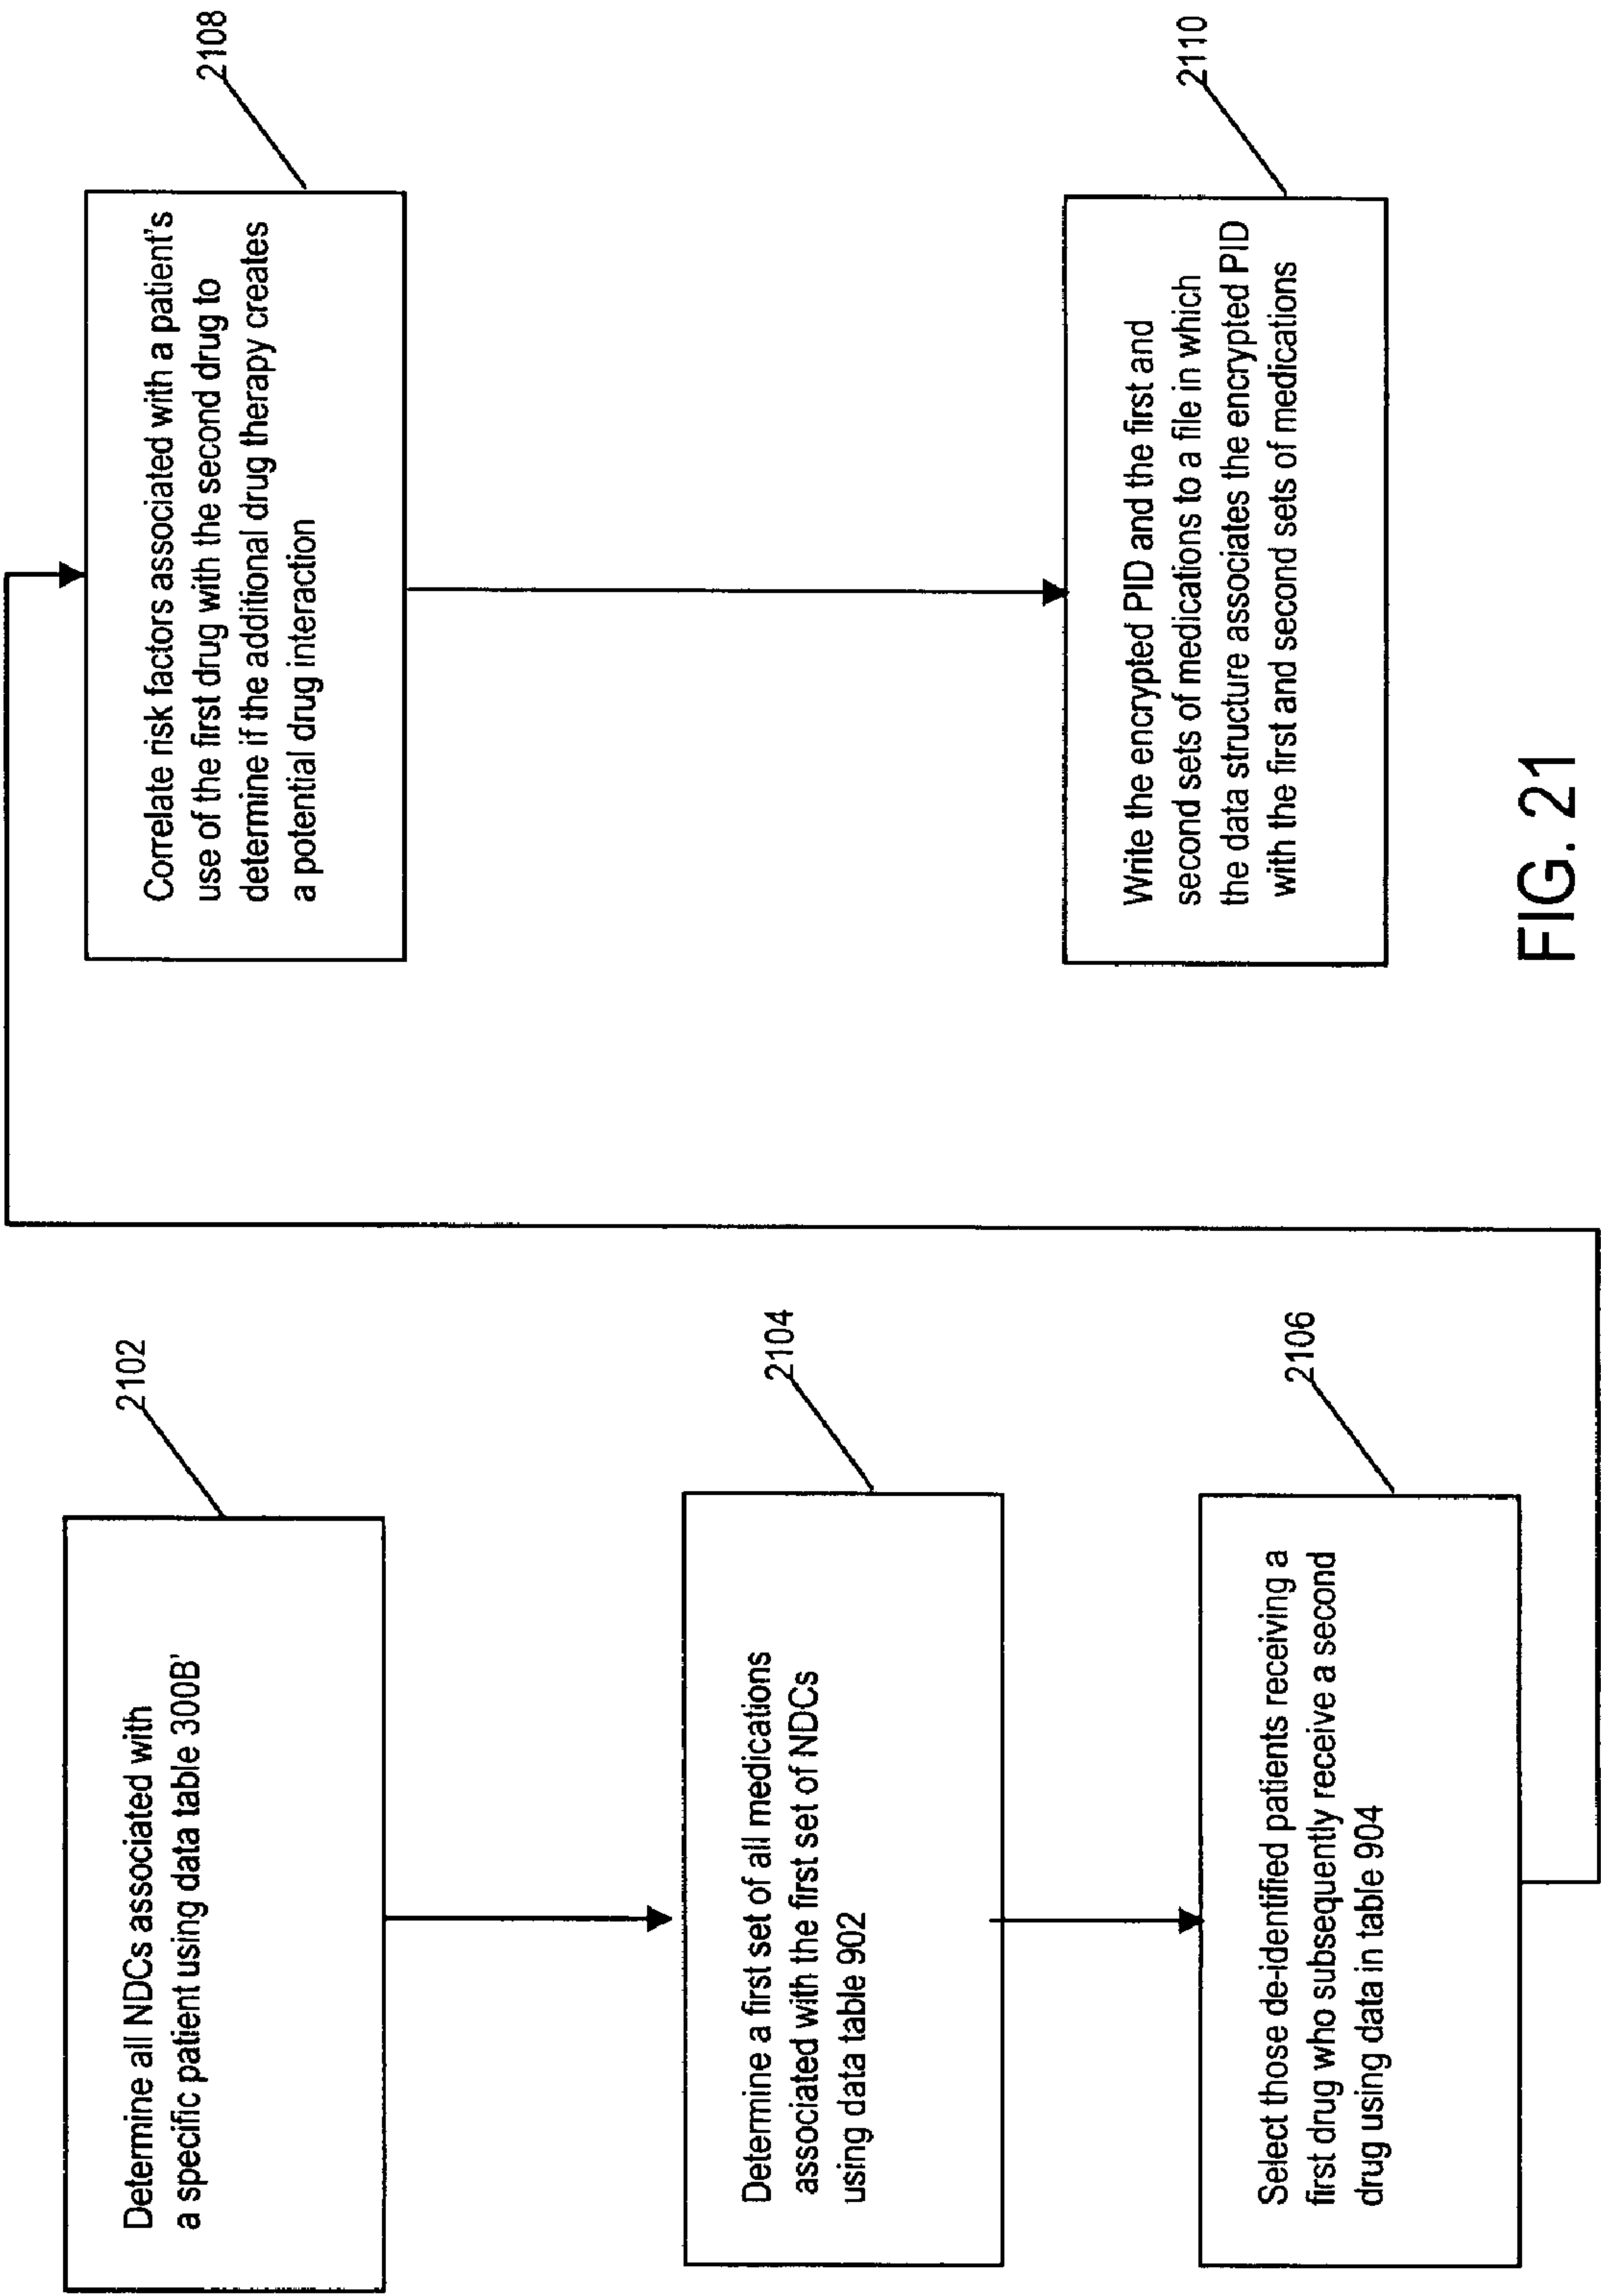 2102
Determine all NDCs associated with
a specific patient using data table 300B'
2104
Determine a first set of all medications
associated with the first set of NDCs
using data table 902
2106
Select those de-identified patients receiving a
first drug who subsequently receive a second
drug using data in table 904
2108
Correlate risk factors associated with a patient's
use of the first drug with the second drug to
determine if the additional drug therapy creates
a potential drug interaction
2110
Write the encrypted PID and the first and
second sets of medications to a file in which
the data structure associates the encrypted PID
with the first and second sets of medications
FIG. 21